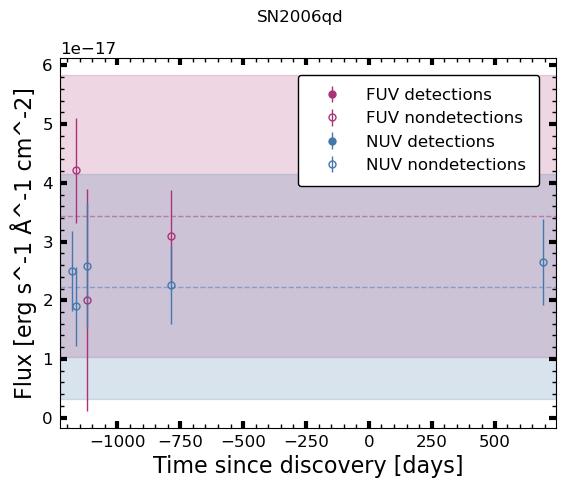 SN2006qd
1e−17
6
5
4
3
2
1
0
Flux [erg s^-1 Å^-1 cm^-2]
FUV detections
FUV nondetections
NUV detections
NUV nondetections
−1000 −750 −500 −250 0 250 500
Time since discovery [days]